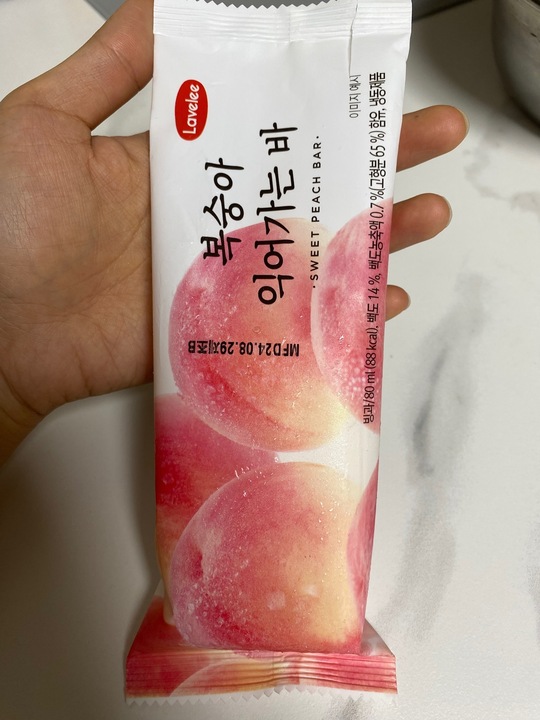 Lavelee
복숭아
익어가는 바
·SWEET PEACH BAR·
이미지 예시
빙과/80 ml (88 kcal), 백도 14 %, 백도농축액 0.7 %(고형분 65 %) 함유, 냉동제품
MFD24.08.29제조B